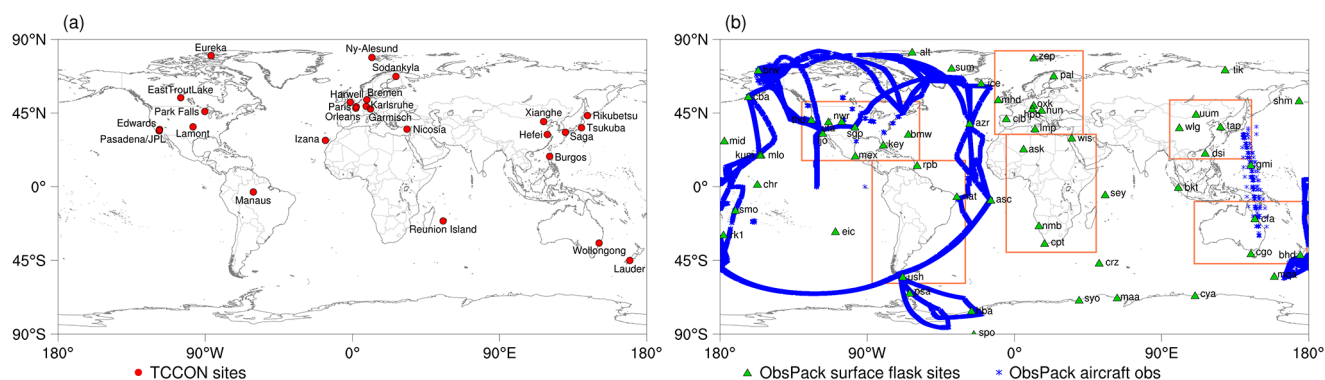 (a)
90°N
45°N
0°
45°S
90°S
180°
90°W
0°
90°E
180°
Eureka
Ny-Alesund
Sodankyla
EastTroutLake
Park Falls
Edwards
Pasadena/JPL
Lamont
Harwell
Bremen
Paris
Karlsruhe
Orleans
Garmisch
Izana
Nicosia
Xianghe
Rikubetsu
Tsukuba
Hefei
Saga
Burgos
Manaus
Reunion Island
Wollongong
Lauder
TCCON sites
(b)
90°N
45°N
0°
45°S
90°S
180°
90°W
0°
90°E
180°
alt
sum
ice
zep
pal
tik
shm
cba
mhd
oxk
hun
hpb
cib
lmp
azr
nwr
sgp
bmw
key
mex
rpb
mid
kum
mlo
wis
ask
uum
wlg
tap
dsi
gmi
chr
smo
eic
asc
sey
bkt
nmb
cpt
cfa
cgo
bhd
crz
ush
psa
syo
maa
cya
spo
ObsPack surface flask sites
ObsPack aircraft obs